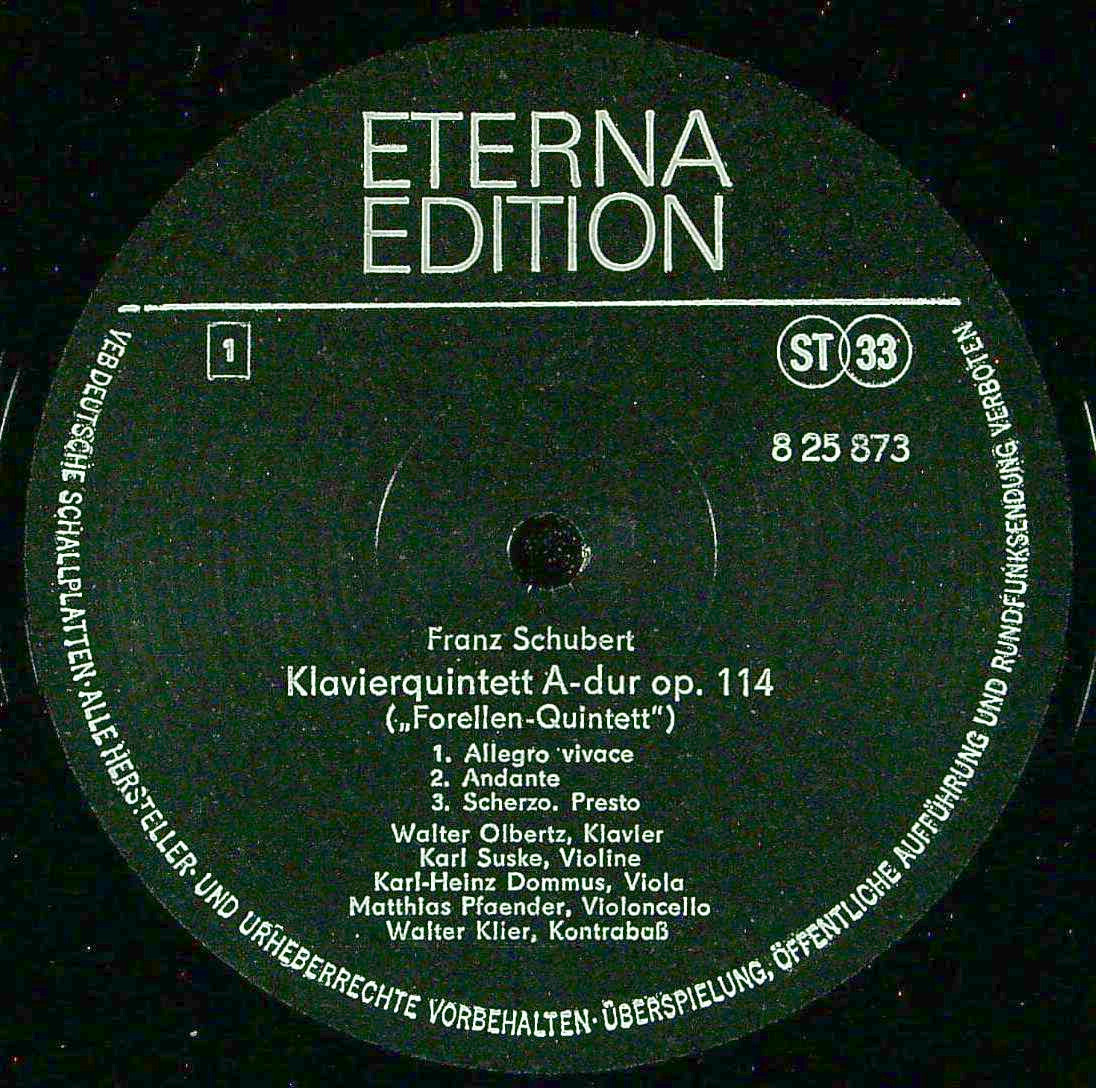 ETERNA
EDITION
1
ST 33
8 25 873
Franz Schubert
Klavierquintett A-dur op. 114
(„Forellen-Quintett")
1. Allegro vivace
2. Andante
3. Scherzo. Presto
Walter Olbertz, Klavier
Karl Suske, Violine
Karl-Heinz Dommus, Viola
Matthias Pfaender, Violoncello
Walter Klier, Kontrabaß
VEB DEUTSCHE SCHALLPLATTEN · ALLE HERSTELLER- UND URHEBERRECHTE VORBEHALTEN · ÜBERSPIELUNG, ÖFFENTLICHE AUFFÜHRUNG UND RUNDFUNKSENDUNG VERBOTEN